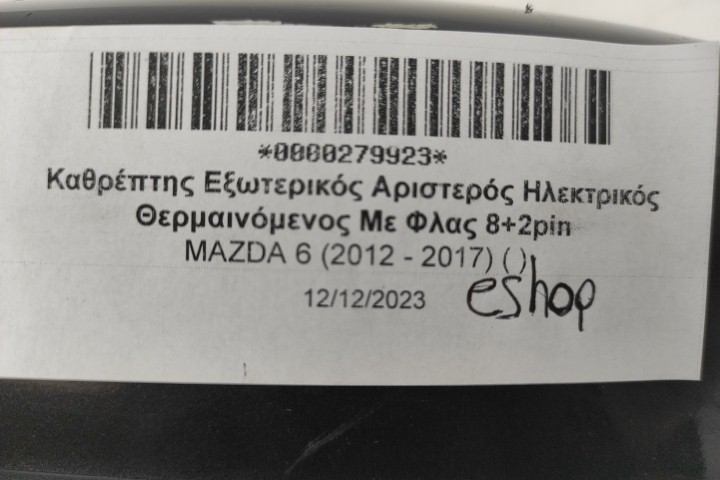 *0000279923*
Καθρέπτης Εξωτερικός Αριστερός Ηλεκτρικός
Θερμαινόμενος Με Φλας 8+2pin
MAZDA 6 (2012 - 2017) ()
12/12/2023 eshop